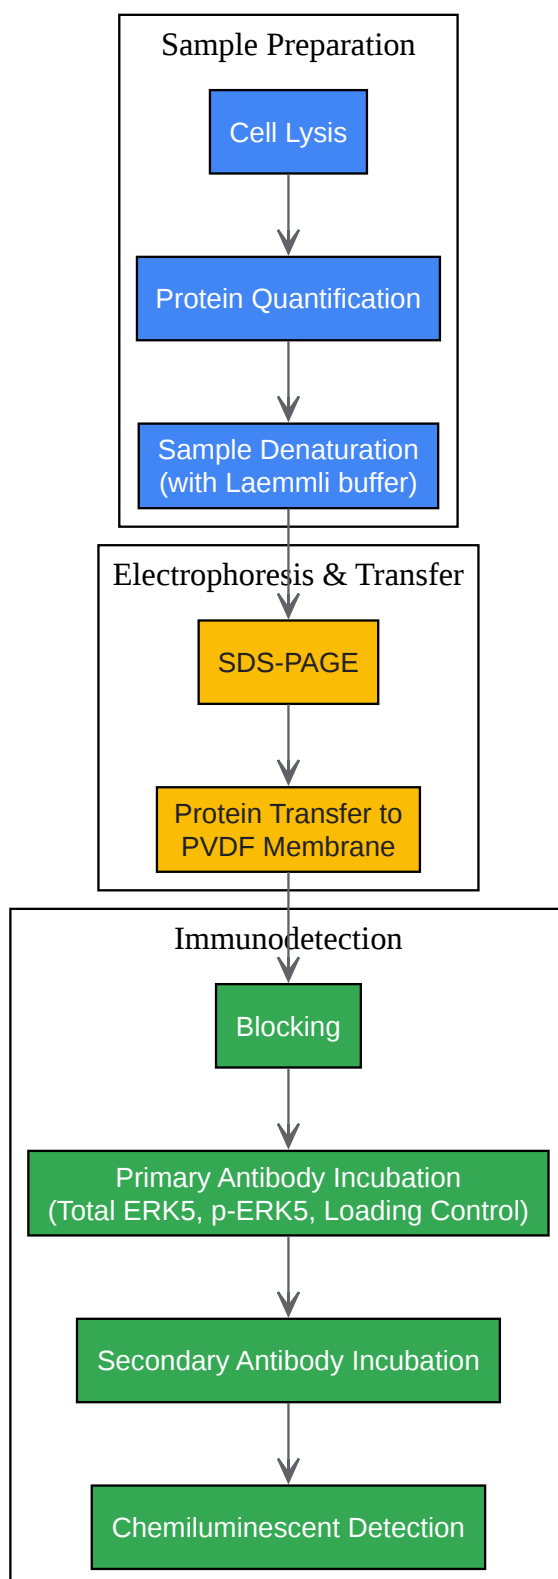 Sample Preparation
Cell Lysis
Protein Quantification
Sample Denaturation
(with Laemmli buffer)
Electrophoresis & Transfer
SDS-PAGE
Protein Transfer to
PVDF Membrane
Immunodetection
Blocking
Primary Antibody Incubation
(Total ERK5, p-ERK5, Loading Control)
Secondary Antibody Incubation
Chemiluminescent Detection